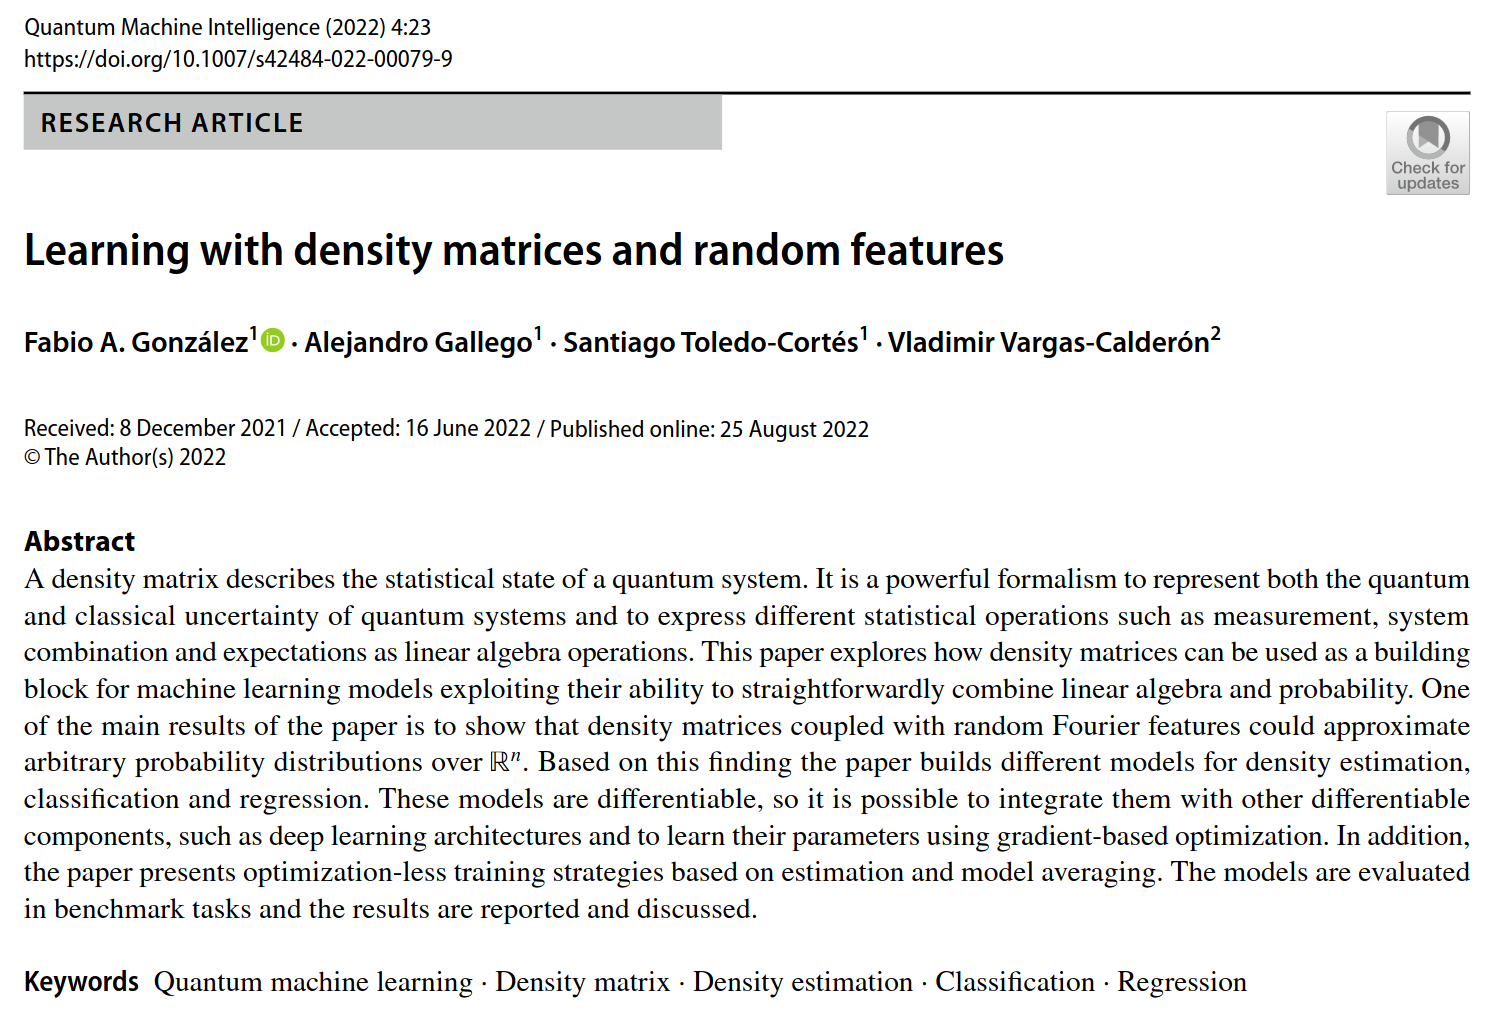 Quantum Machine Intelligence (2022) 4:23
https://doi.org/10.1007/s42484-022-00079-9
RESEARCH ARTICLE
Check for
updates
Learning with density matrices and random features
Fabio A. González1 iD · Alejandro Gallego1 · Santiago Toledo-Cortés1 · Vladimir Vargas-Calderón2
Received: 8 December 2021 / Accepted: 16 June 2022 / Published online: 25 August 2022
© The Author(s) 2022
Abstract
A density matrix describes the statistical state of a quantum system. It is a powerful formalism to represent both the quantum
and classical uncertainty of quantum systems and to express different statistical operations such as measurement, system
combination and expectations as linear algebra operations. This paper explores how density matrices can be used as a building
block for machine learning models exploiting their ability to straightforwardly combine linear algebra and probability. One
of the main results of the paper is to show that density matrices coupled with random Fourier features could approximate
arbitrary probability distributions over ℝⁿ. Based on this finding the paper builds different models for density estimation,
classification and regression. These models are differentiable, so it is possible to integrate them with other differentiable
components, such as deep learning architectures and to learn their parameters using gradient-based optimization. In addition,
the paper presents optimization-less training strategies based on estimation and model averaging. The models are evaluated
in benchmark tasks and the results are reported and discussed.
Keywords Quantum machine learning · Density matrix · Density estimation · Classification · Regression